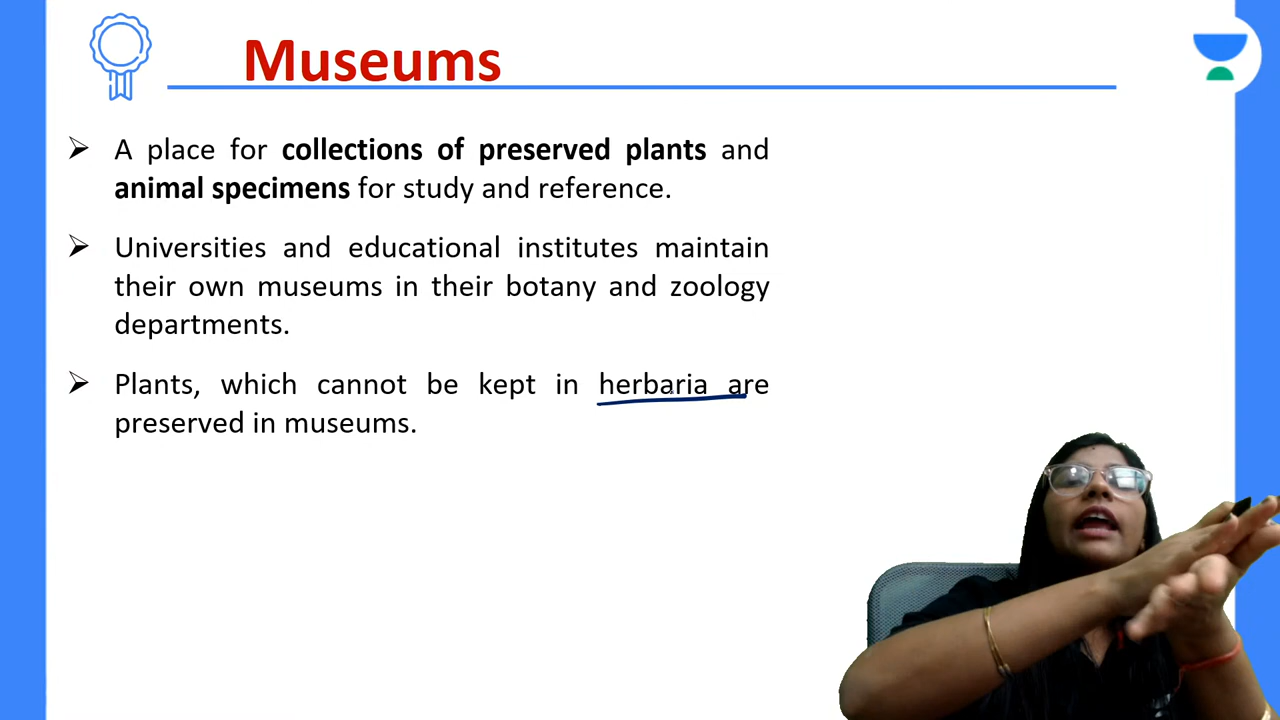 Museums
➢ A place for collections of preserved plants and
animal specimens for study and reference.
➢ Universities and educational institutes maintain
their own museums in their botany and zoology
departments.
➢ Plants, which cannot be kept in herbaria are
preserved in museums.